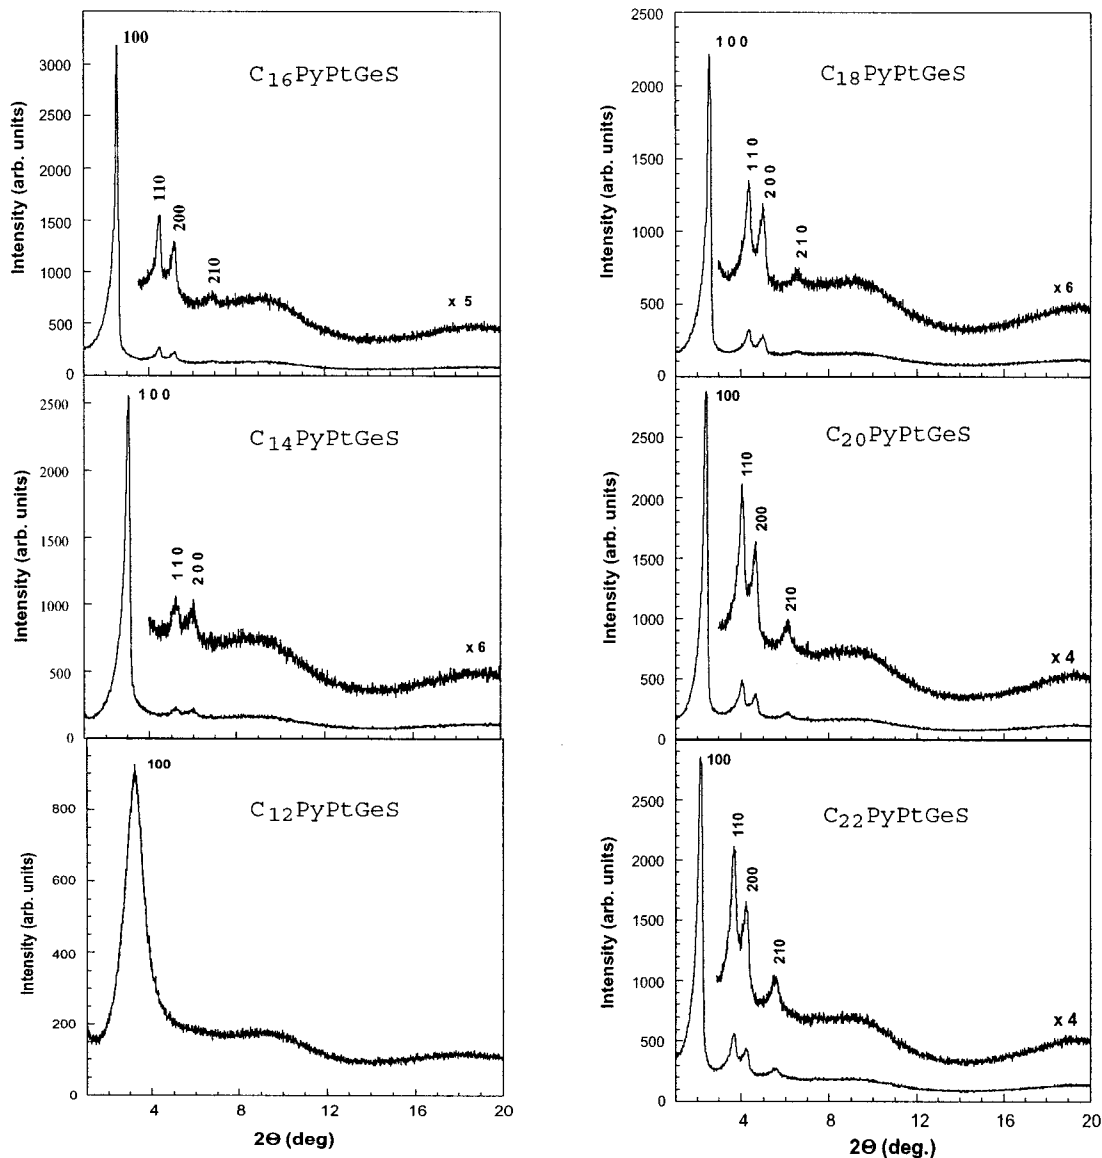 100
C16PyPtGeS
3000
2500
2000
1500
1000
500
0
110
200
210
x 5
Intensity (arb. units)
100
C14PyPtGeS
2500
2000
1500
1000
500
0
110
200
x 6
Intensity (arb. units)
100
C12PyPtGeS
800
600
400
200
0
Intensity (arb. units)
4 8 12 16 20
2Θ (deg)
2500
2000
1500
1000
500
0
100
C18PyPtGeS
110
200
210
x 6
Intensity (arb. units)
100
C20PyPtGeS
2500
2000
1500
1000
500
0
110
200
210
x 4
Intensity (arb. units)
100
C22PyPtGeS
2500
2000
1500
1000
500
0
110
200
210
x 4
Intensity (arb. units)
4 8 12 16 20
2Θ (deg.)